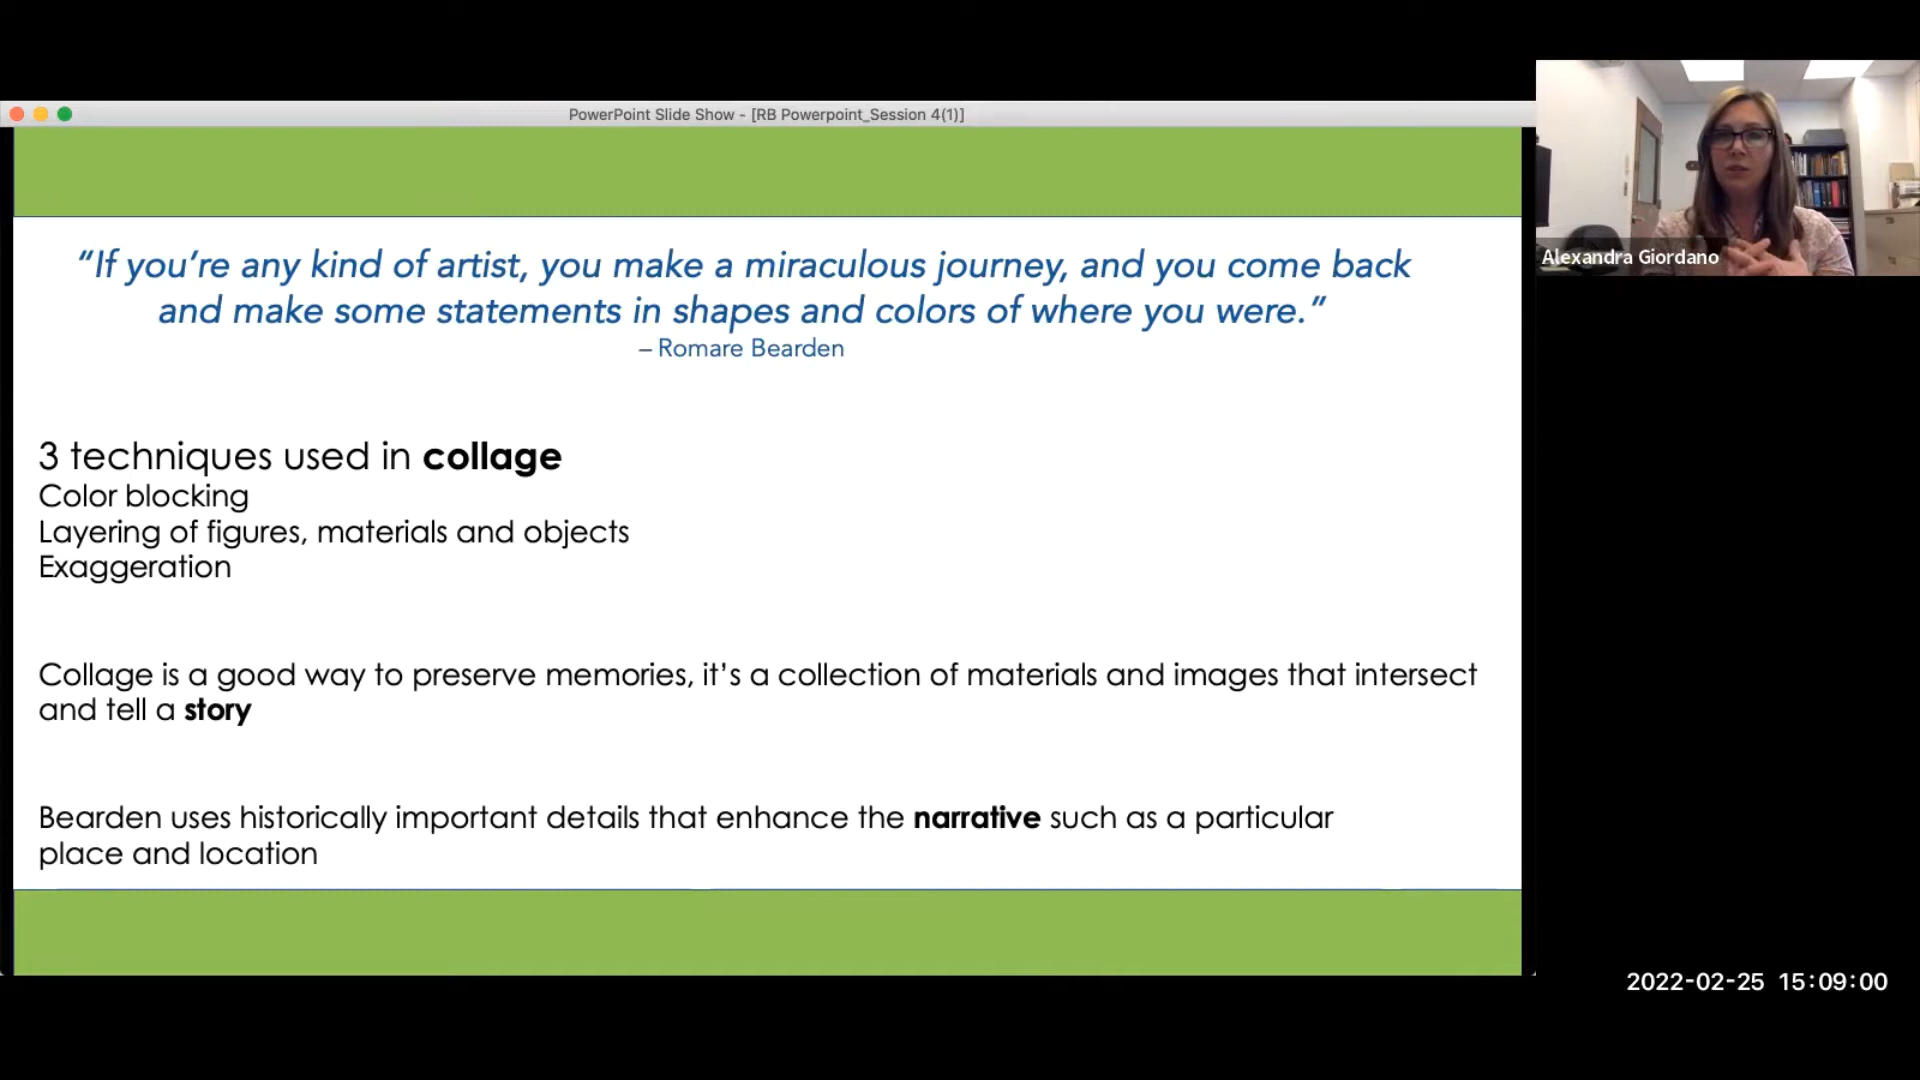 PowerPoint Slide Show - [RB Powerpoint_Session 4(1)]
“If you’re any kind of artist, you make a miraculous journey, and you come back
and make some statements in shapes and colors of where you were.”
– Romare Bearden
3 techniques used in collage
Color blocking
Layering of figures, materials and objects
Exaggeration
Collage is a good way to preserve memories, it’s a collection of materials and images that intersect
and tell a story
Bearden uses historically important details that enhance the narrative such as a particular
place and location
Alexandra Giordano
2022-02-25 15:09:00